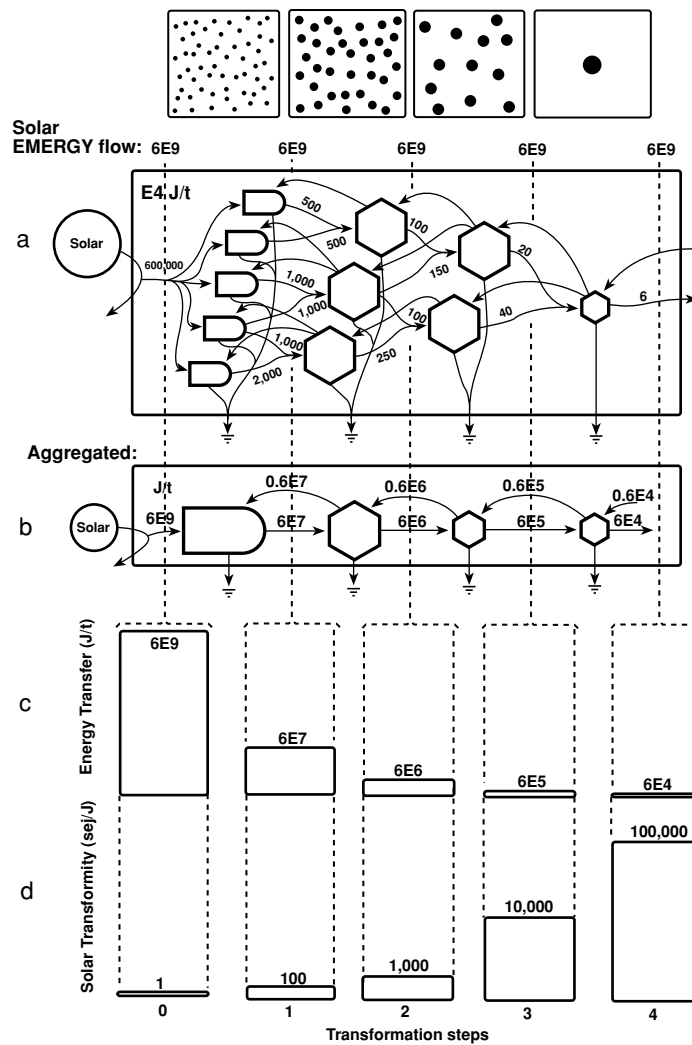 Solar
EMERGY flow:
6E9 6E9 6E9 6E9 6E9
a
E4 J/t
Solar
600,000
500
500
1,000
1,000
1,000
2,000
100
150
100
250
20
40
6
Aggregated:
b
J/t
Solar
6E9
0.6E7 0.6E6 0.6E5 0.6E4
6E7 6E6 6E5 6E4
c
Energy Transfer (J/t)
6E9
6E7
6E6
6E5
6E4
d
Solar Transformity (sej/J)
1
100
1,000
10,000
100,000
0 1 2 3 4
Transformation steps